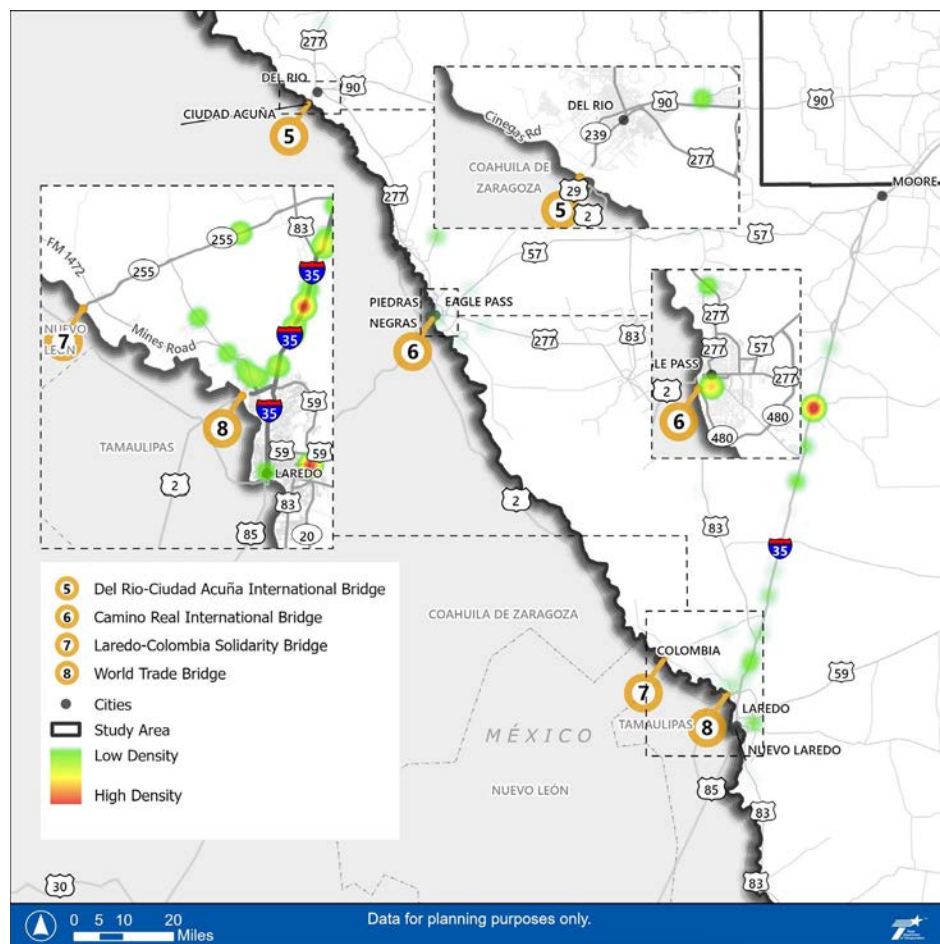 277
DEL RIO
90
CIUDAD ACUÑA
5
277
DEL RIO
90
90
Cinegas Rd
239
277
COAHUILA DE
ZARAGOZA
29
5
2
MOORE
57
57
83
255
255
35
FM 1472
35
NUEVO
LEÓN
7
Mines Road
8
35
59
TAMAULIPAS
59
59
LAREDO
2
83
85
20
PIEDRAS
NEGRAS
EAGLE PASS
6
277
83
277
277
57
LE PASS
277
2
6
480
480
2
83
35
COAHUILA DE ZARAGOZA
COLOMBIA
59
7
LAREDO
TAMAULIPAS
8
NUEVO LAREDO
MÉXICO
NUEVO LEÓN
85
83
83
30
5 Del Rio-Ciudad Acuña International Bridge
6 Camino Real International Bridge
7 Laredo-Colombia Solidarity Bridge
8 World Trade Bridge
Cities
Study Area
Low Density
High Density
0 5 10 20
Miles
Data for planning purposes only.